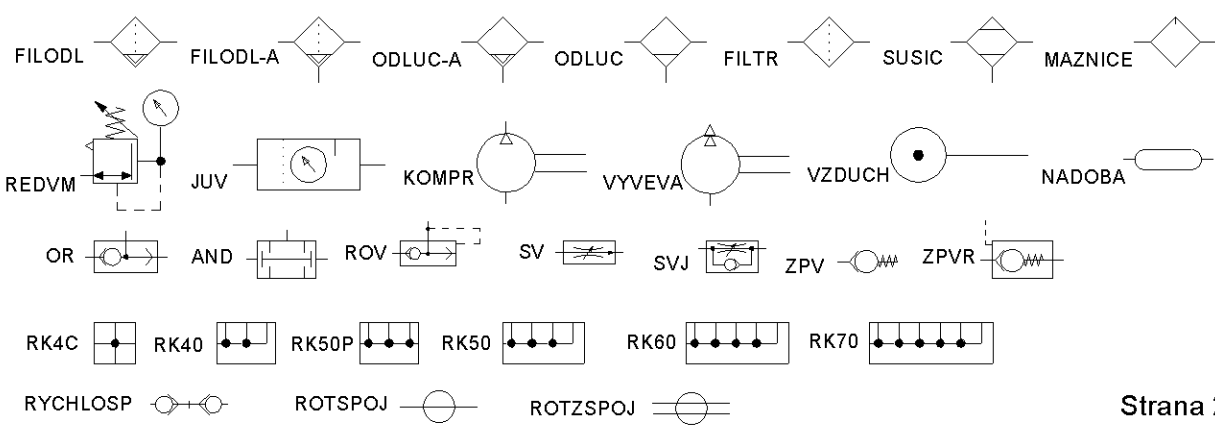 FILODL FILODL-A ODLUC-A ODLUC FILTR SUSIC MAZNICE
REDVM JUV KOMPR VYVEVA VZDUCH NADOBA
OR AND ROV SV SVJ ZPV ZPVR
RK4C RK40 RK50P RK50 RK60 RK70
RYCHLOSP ROTSPOJ ROTZSPOJ Strana